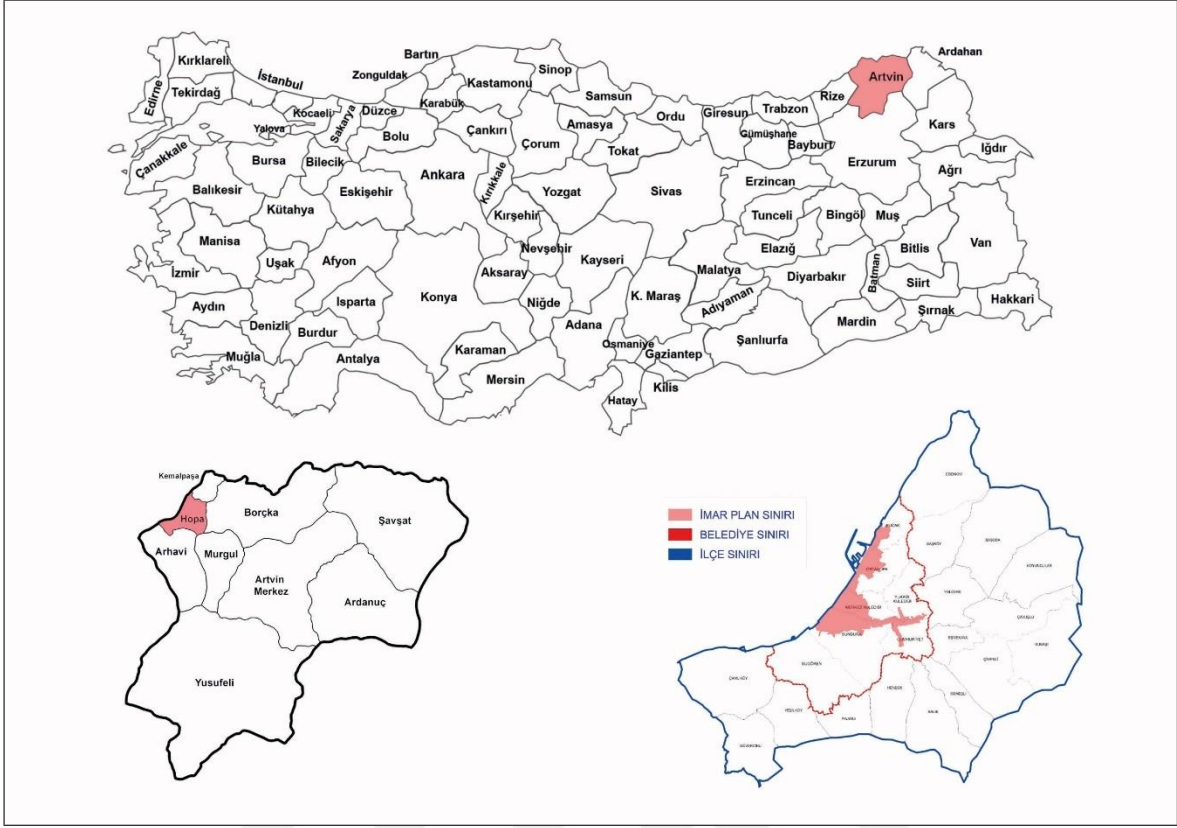 Kırklareli
Edirne
Tekirdağ
İstanbul
Kocaeli
Yalova
Sakarya
Düzce
Zonguldak
Bartın
Karabük
Kastamonu
Sinop
Samsun
Ordu
Giresun
Trabzon
Rize
Artvin
Ardahan
Çanakkale
Bursa
Bilecik
Bolu
Çankırı
Çorum
Amasya
Tokat
Gümüşhane
Bayburt
Erzurum
Kars
Iğdır
Ağrı
Balıkesir
Kütahya
Eskişehir
Ankara
Kırıkkale
Yozgat
Sivas
Erzincan
Kırşehir
Tunceli
Bingöl
Muş
Manisa
Uşak
Afyon
Nevşehir
Kayseri
Elazığ
Bitlis
Van
İzmir
Aksaray
Malatya
Diyarbakır
Batman
Siirt
Aydın
Isparta
Konya
Niğde
K. Maraş
Adıyaman
Hakkari
Denizli
Burdur
Adana
Şanlıurfa
Mardin
Şırnak
Muğla
Antalya
Karaman
Osmaniye
Gaziantep
Mersin
Kilis
Hatay
Kemalpaşa
Hopa
Borçka
Şavşat
Arhavi
Murgul
Artvin
Merkez
Ardanuç
Yusufeli
İMAR PLAN SINIRI
BELEDİYE SINIRI
İLÇE SINIRI